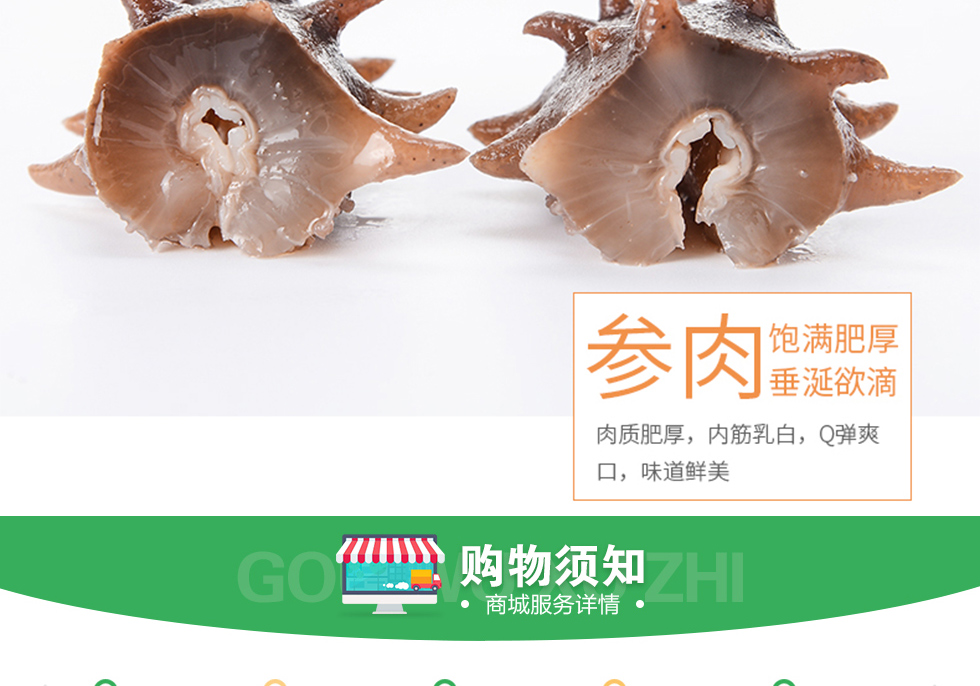 参肉
饱满肥厚
垂涎欲滴
肉质肥厚，内筋乳白，Q弹爽
口，味道鲜美
购物须知
• 商城服务详情 •